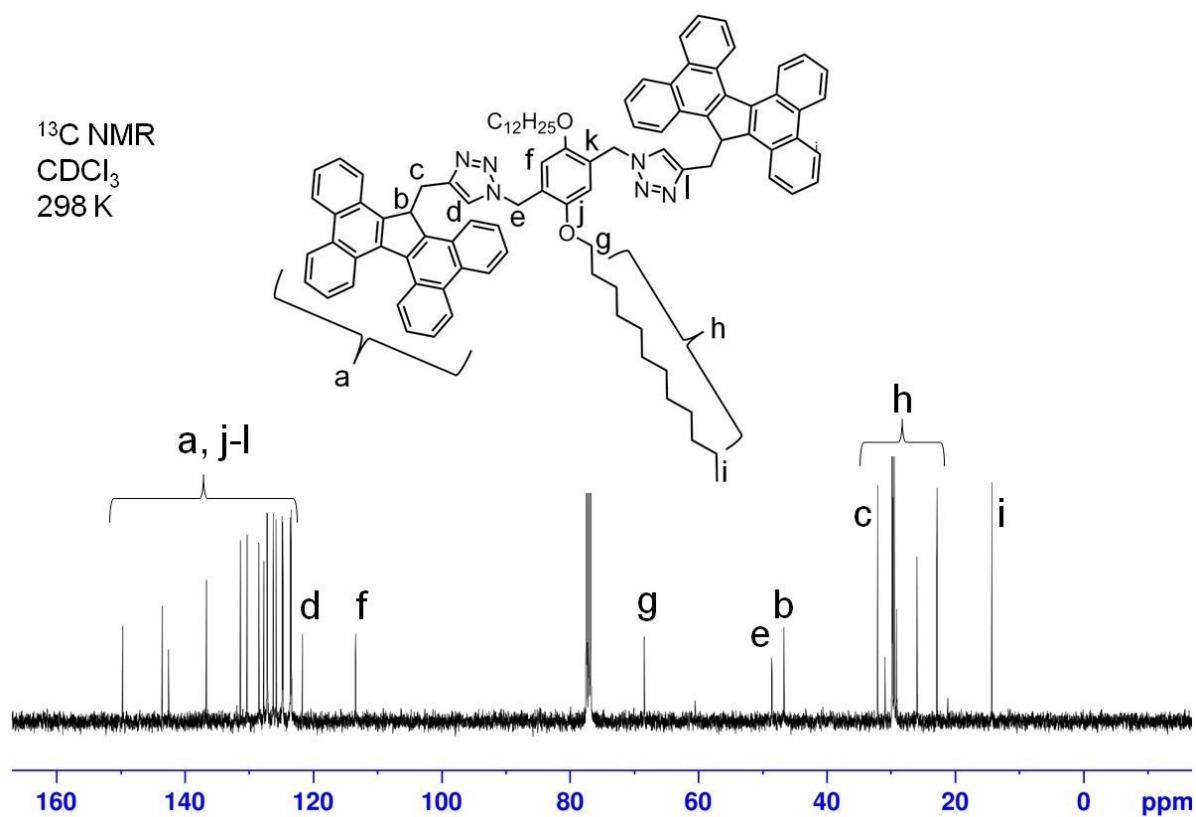 ¹³C NMR
CDCl₃
298 K
C₁₂H₂₅O
f
k
N=N
N
c
b
d
e
N
N=N
l
j
O
g
i
h
a
i
a, j-l
d
f
g
e
b
c
h
i
160 140 120 100 80 60 40 20 0 ppm